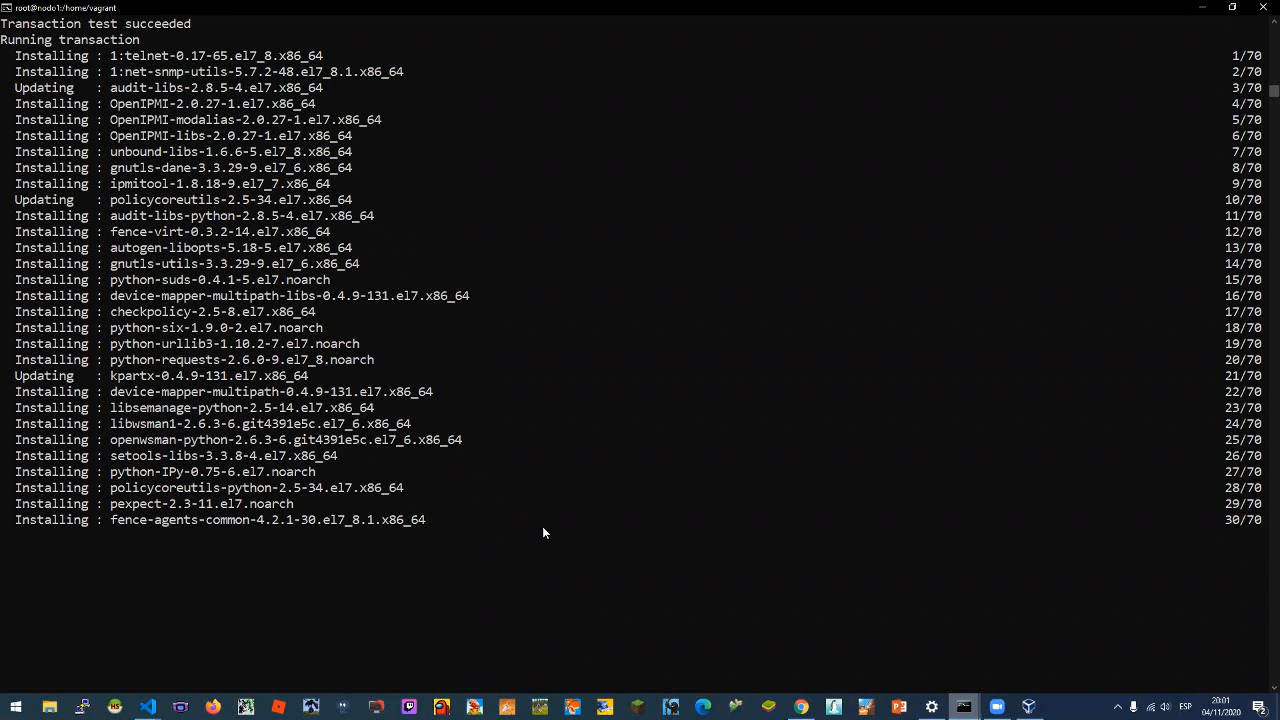 root@nodo1:/home/vagrant
Transaction test succeeded
Running transaction
Installing : 1:telnet-0.17-65.el7_8.x86_64 1/70
Installing : 1:net-snmp-utils-5.7.2-48.el7_8.1.x86_64 2/70
Updating : audit-libs-2.8.5-4.el7.x86_64 3/70
Installing : OpenIPMI-2.0.27-1.el7.x86_64 4/70
Installing : OpenIPMI-modalias-2.0.27-1.el7.x86_64 5/70
Installing : OpenIPMI-libs-2.0.27-1.el7.x86_64 6/70
Installing : unbound-libs-1.6.6-5.el7_8.x86_64 7/70
Installing : gnutls-dane-3.3.29-9.el7_6.x86_64 8/70
Installing : ipmitool-1.8.18-9.el7_7.x86_64 9/70
Updating : policycoreutils-2.5-34.el7.x86_64 10/70
Installing : audit-libs-python-2.8.5-4.el7.x86_64 11/70
Installing : fence-virt-0.3.2-14.el7.x86_64 12/70
Installing : autogen-libopts-5.18-5.el7.x86_64 13/70
Installing : gnutls-utils-3.3.29-9.el7_6.x86_64 14/70
Installing : python-suds-0.4.1-5.el7.noarch 15/70
Installing : device-mapper-multipath-libs-0.4.9-131.el7.x86_64 16/70
Installing : checkpolicy-2.5-8.el7.x86_64 17/70
Installing : python-six-1.9.0-2.el7.noarch 18/70
Installing : python-urllib3-1.10.2-7.el7.noarch 19/70
Installing : python-requests-2.6.0-9.el7_8.noarch 20/70
Updating : kpartx-0.4.9-131.el7.x86_64 21/70
Installing : device-mapper-multipath-0.4.9-131.el7.x86_64 22/70
Installing : libsemanage-python-2.5-14.el7.x86_64 23/70
Installing : libwsman1-2.6.3-6.git4391e5c.el7_6.x86_64 24/70
Installing : openwsman-python-2.6.3-6.git4391e5c.el7_6.x86_64 25/70
Installing : setools-libs-3.3.8-4.el7.x86_64 26/70
Installing : python-IPy-0.75-6.el7.noarch 27/70
Installing : policycoreutils-python-2.5-34.el7.x86_64 28/70
Installing : pexpect-2.3-11.el7.noarch 29/70
Installing : fence-agents-common-4.2.1-30.el7_8.1.x86_64 30/70
ESP
20:01
04/11/2020